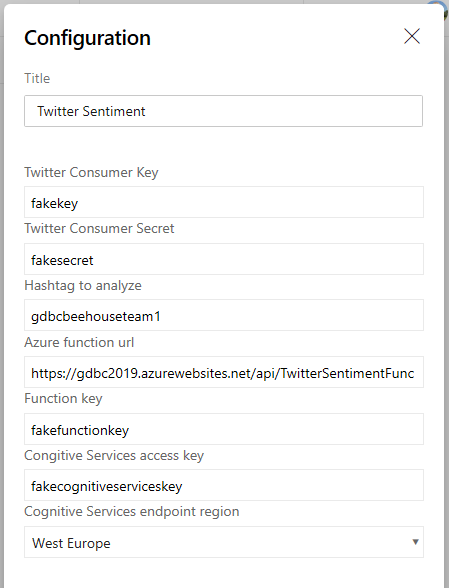 Configuration
Title
Twitter Sentiment
Twitter Consumer Key
fakekey
Twitter Consumer Secret
fakesecret
Hashtag to analyze
gdbcbeehouseteam1
Azure function url
https://gdbc2019.azurewebsites.net/api/TwitterSentimentFunc
Function key
fakefunctionkey
Congitive Services access key
fakecognitiveserviceskey
Cognitive Services endpoint region
West Europe